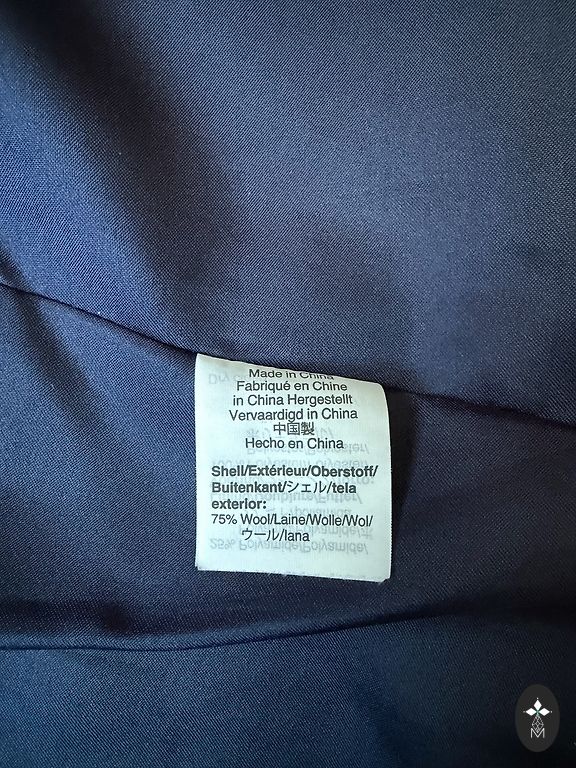 Made in China
Fabriqué en Chine
in China Hergestellt
Vervaardigd in China
中国製
Hecho en China
Shell/Extérieur/Oberstoff/
Buitenkant/シェル/tela
exterior:
75% Wool/Laine/Wolle/Wol/
ウール/lana